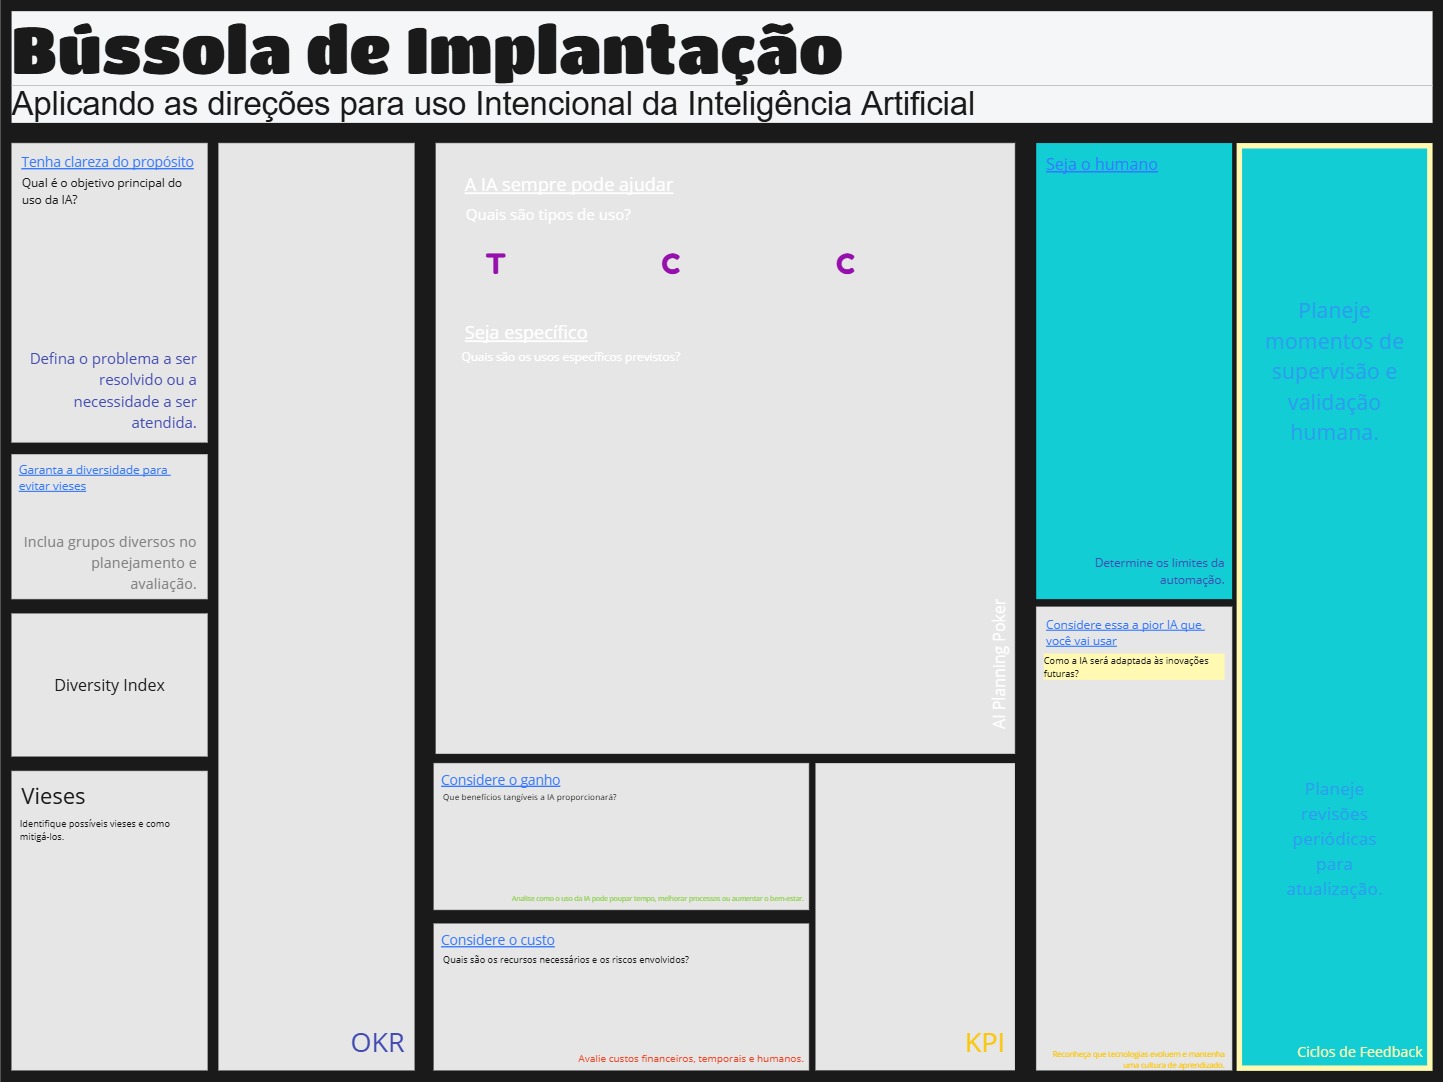 Bússola de Implantação
Aplicando as direções para uso Intencional da Inteligência Artificial
Tenha clareza do propósito
Qual é o objetivo principal do
uso da IA?
Defina o problema a ser
resolvido ou a
necessidade a ser
atendida.
Garanta a diversidade para
evitar vieses
Inclua grupos diversos no
planejamento e
avaliação.
Diversity Index
Vieses
Identifique possíveis vieses e como
mitigá-los.
OKR
A IA sempre pode ajudar
Quais são tipos de uso?
T C C
Seja específico
Quais são os usos específicos previstos?
AI Planning Poker
Considere o ganho
Que benefícios tangíveis a IA proporcionará?
Analise como o uso da IA pode poupar tempo, melhorar processos ou aumentar o bem-estar.
Considere o custo
Quais são os recursos necessários e os riscos envolvidos?
Avalie custos financeiros, temporais e humanos.
KPI
Seja o humano
Determine os limites da
automação.
Considere essa a pior IA que
você vai usar
Como a IA será adaptada às inovações
futuras?
Reconheça que tecnologias evoluem e mantenha
uma cultura de aprendizado.
Planeje
momentos de
supervisão e
validação
humana.
Planeje
revisões
periódicas
para
atualização.
Ciclos de Feedback